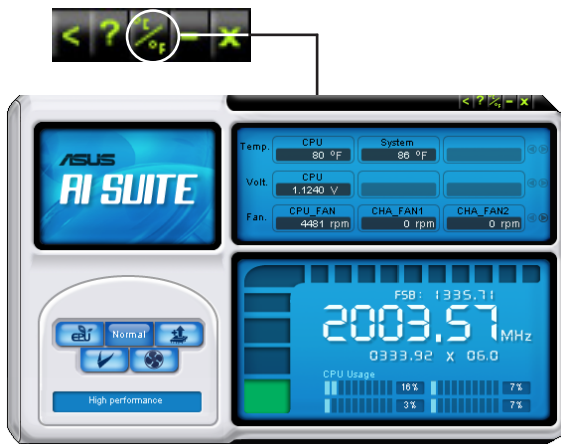 < ? °C/°F - x
< ? °C/°F - x
ASUS
AI SUITE
Temp. CPU 80 °F System 86 °F
Volt. CPU 1.1240 V
Fan. CPU_FAN 4481 rpm CHA_FAN1 0 rpm CHA_FAN2 0 rpm
Normal
High performance
FSB: 1335.71
2003.57 MHz
0333.92 x 06.0
CPU Usage
16% 7%
3% 7%